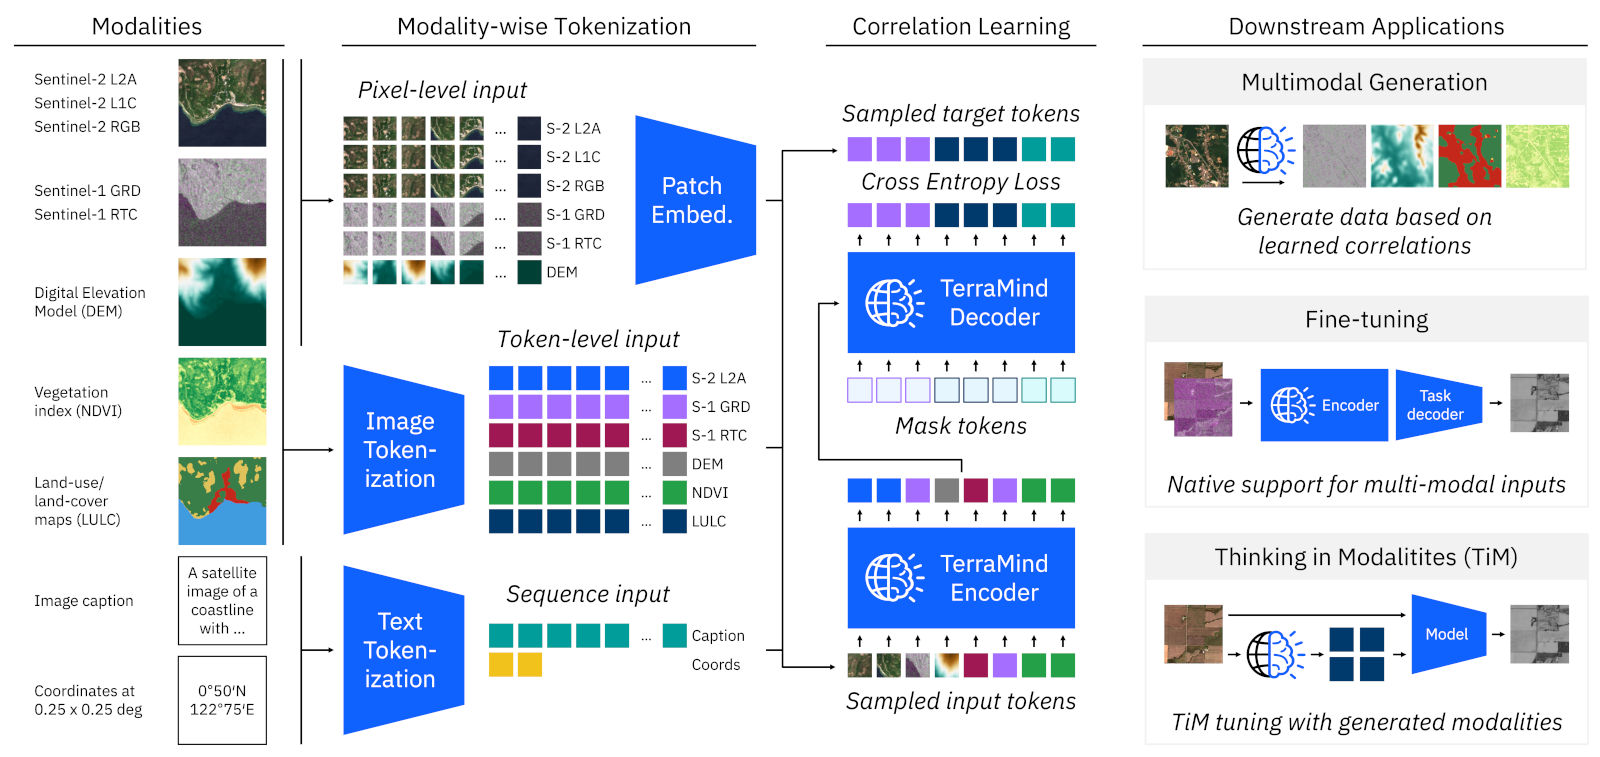 Modalities
Sentinel-2 L2A
Sentinel-2 L1C
Sentinel-2 RGB
Sentinel-1 GRD
Sentinel-1 RTC
Digital Elevation
Model (DEM)
Vegetation
index (NDVI)
Land-use/
land-cover
maps (LULC)
Image caption
A satellite
image of a
coastline
with ...
Coordinates at
0.25 x 0.25 deg
0°50'N
122°75'E
Modality-wise Tokenization
Pixel-level input
... S-2 L2A
... S-2 L1C
... S-2 RGB
... S-1 GRD
... S-1 RTC
... DEM
Patch
Embed.
Token-level input
Image
Token-
ization
... S-2 L2A
... S-1 GRD
... S-1 RTC
... DEM
... NDVI
... LULC
Text
Token-
ization
Sequence input
... Caption
Coords
Correlation Learning
Sampled target tokens
Cross Entropy Loss
TerraMind
Decoder
Mask tokens
TerraMind
Encoder
Sampled input tokens
Downstream Applications
Multimodal Generation
Generate data based on
learned correlations
Fine-tuning
Encoder
Task
decoder
Native support for multi-modal inputs
Thinking in Modalitites (TiM)
Model
TiM tuning with generated modalities